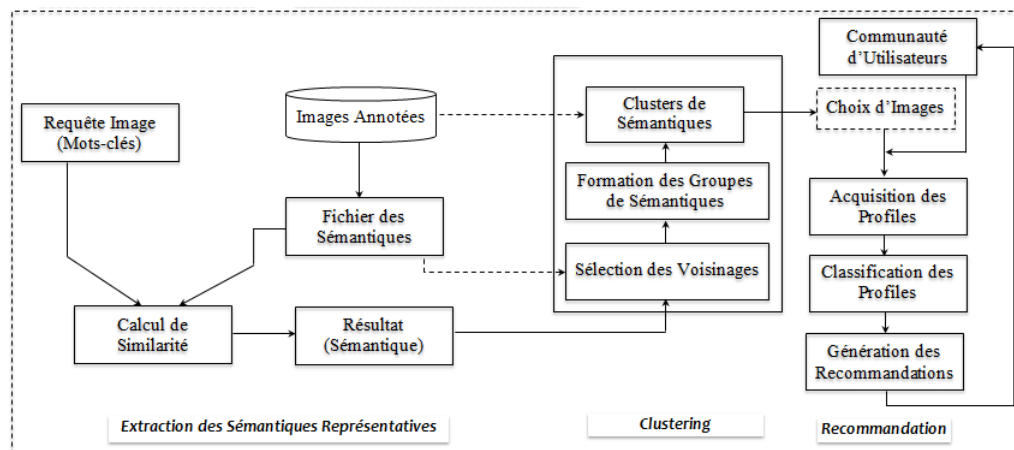 Requête Image
(Mots-clés)
Images Annotées
Fichier des
Sémantiques
Calcul de
Similarité
Résultat
(Sémantique)
Extraction des Sémantiques Représentatives
Clusters de
Sémantiques
Formation des Groupes
de Sémantiques
Sélection des Voisinages
Clustering
Communauté
d'Utilisateurs
Choix d'Images
Acquisition des
Profiles
Classification des
Profiles
Génération des
Recommandations
Recommandation